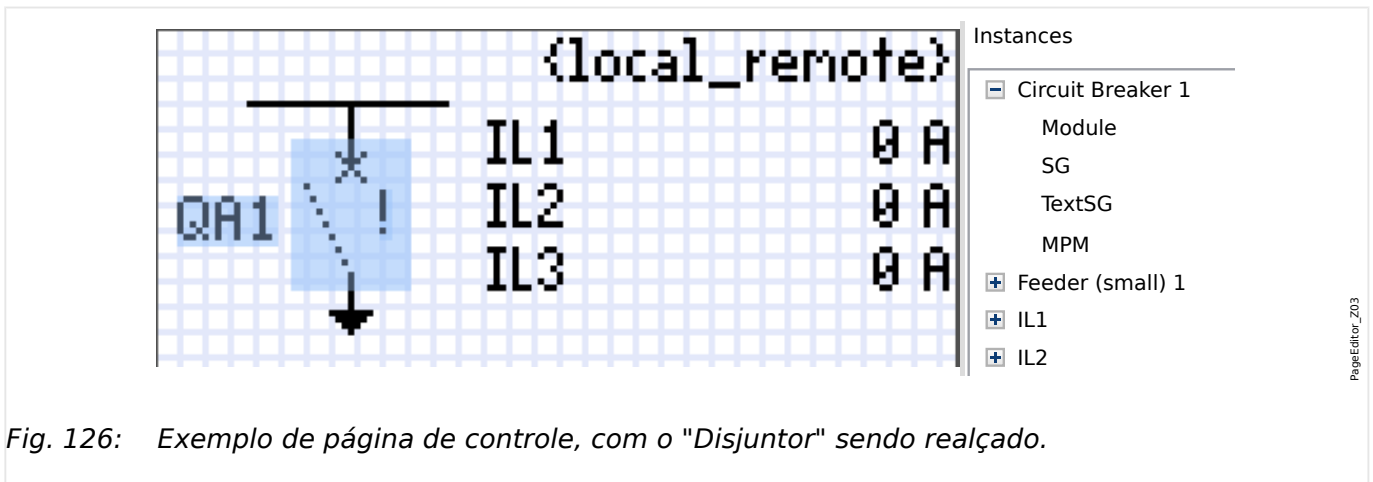 {local_remote}
IL1 0 A
QA1 !
IL2 0 A
IL3 0 A
Instances
Circuit Breaker 1
Module
SG
TextSG
MPM
Feeder (small) 1
IL1
IL2
PageEditor_Z03
Fig. 126: Exemplo de página de controle, com o "Disjuntor" sendo realçado.